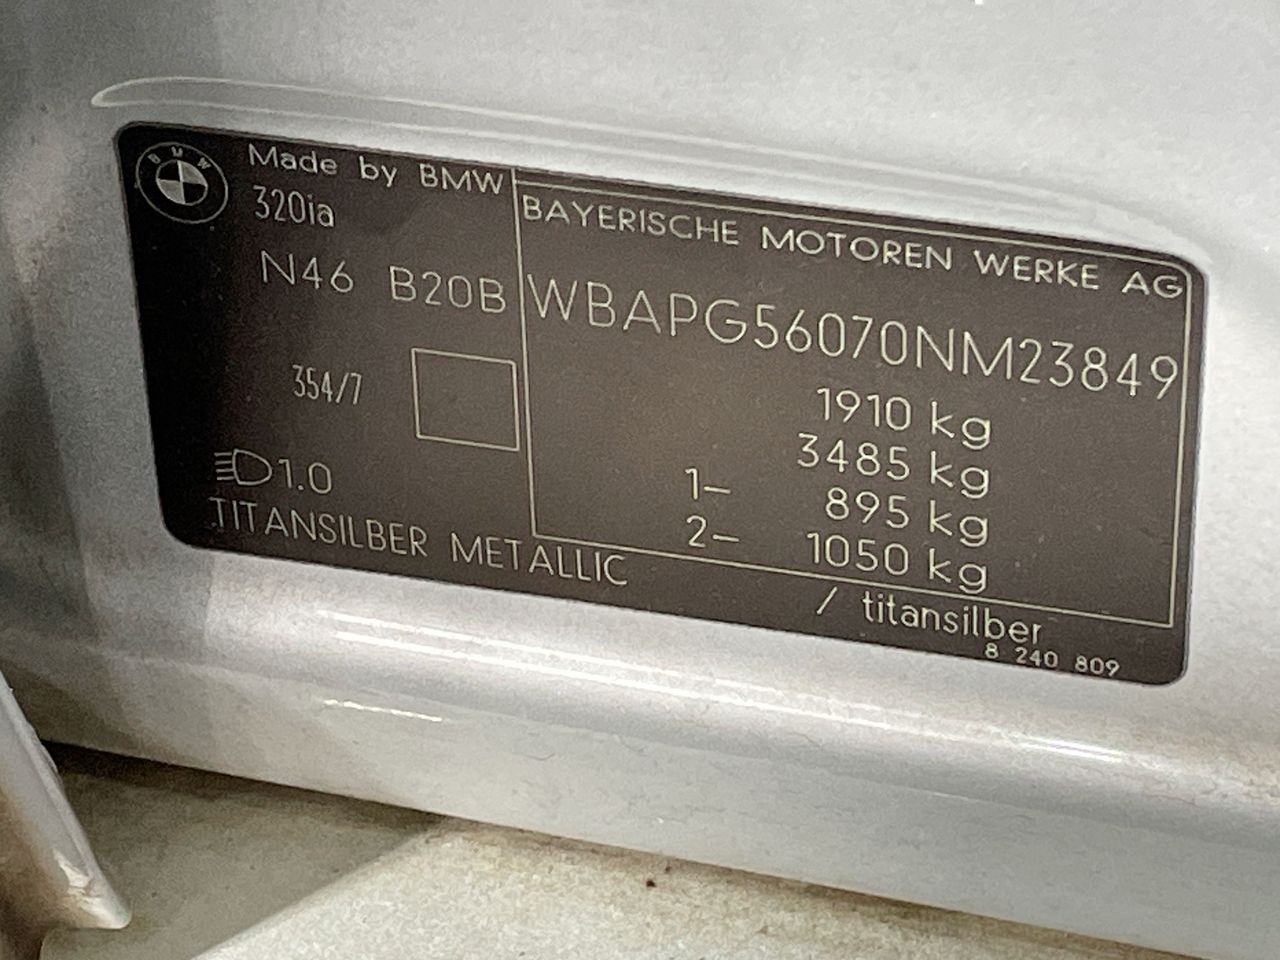 BMW
Made by BMW
320ia
N46 B20B
354/7
1.0
TITANSILBER METALLIC
BAYERISCHE MOTOREN WERKE AG
WBAPG56070NM23849
1910 kg
3485 kg
1– 895 kg
2– 1050 kg
/ titansilber
8 240 809